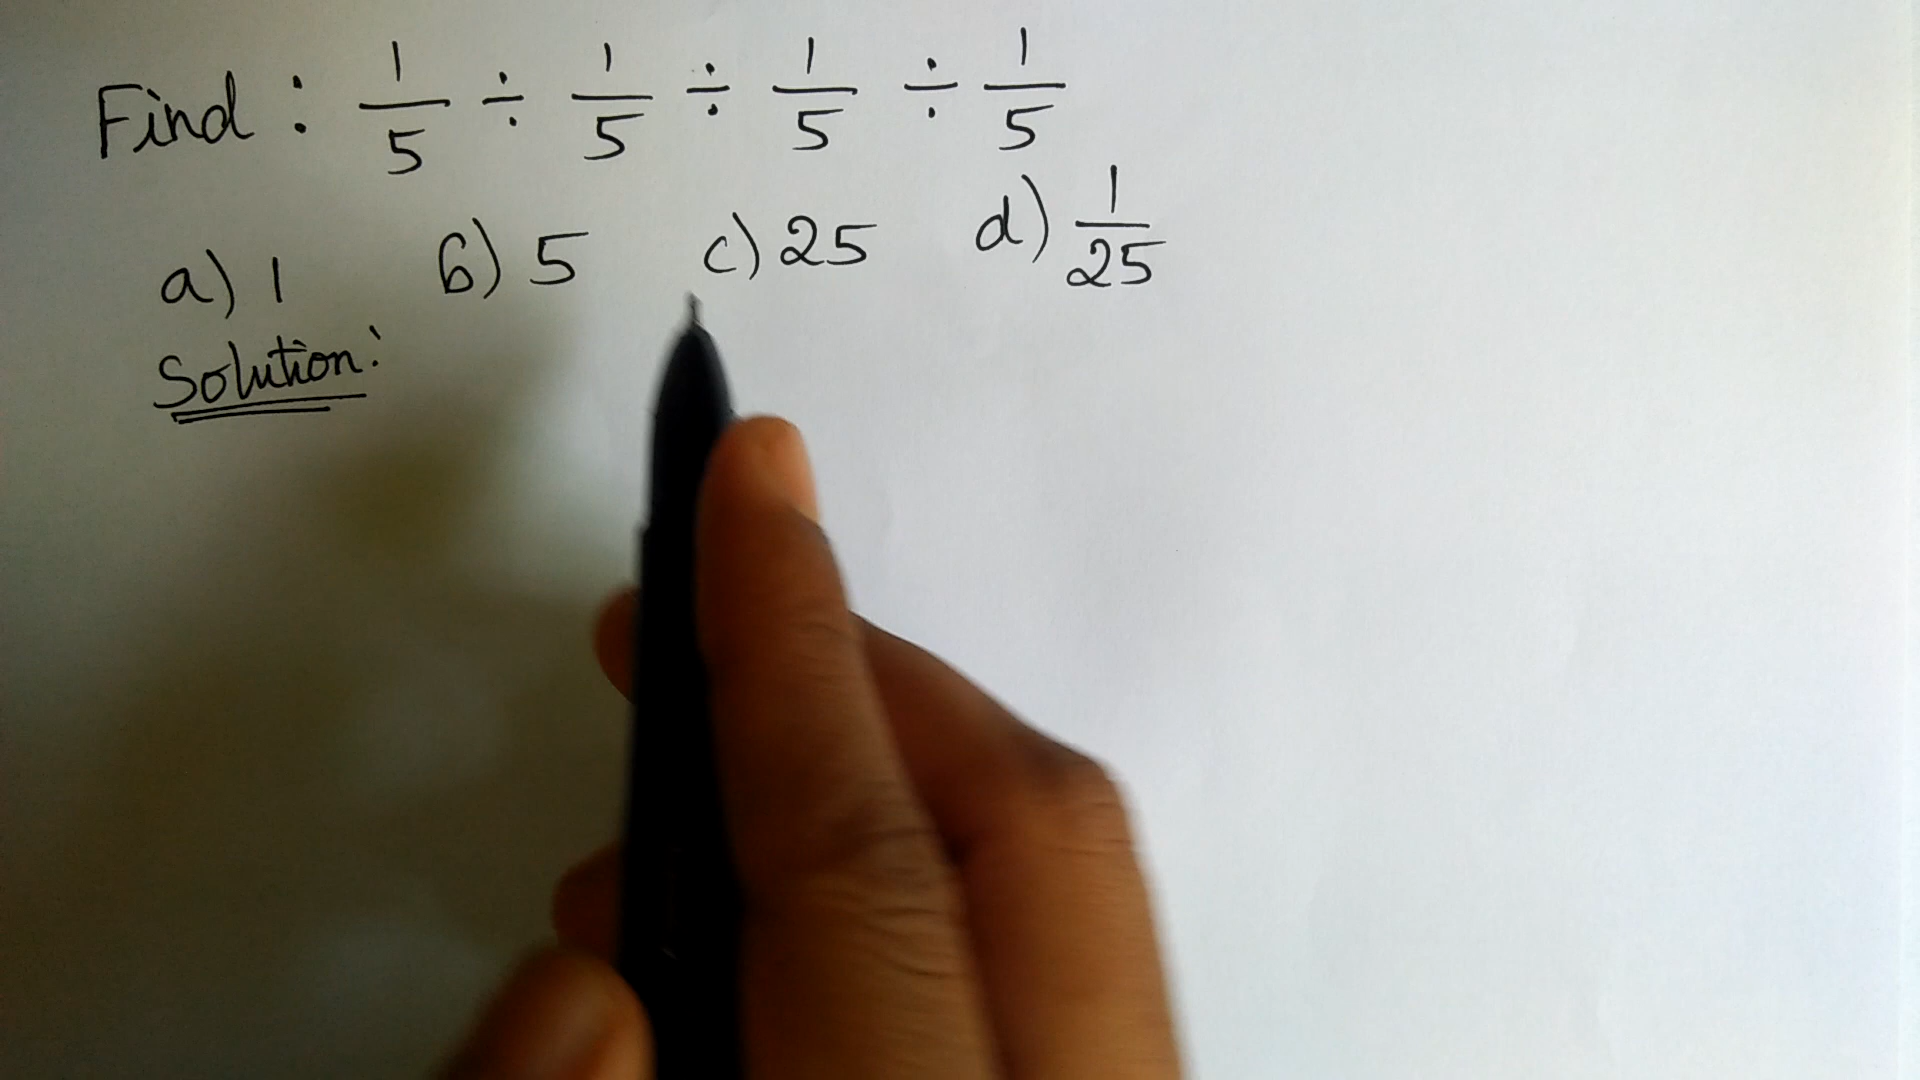 Find : 1/5 ÷ 1/5 ÷ 1/5 ÷ 1/5
a) 1 b) 5 c) 25 d) 1/25
Solution: